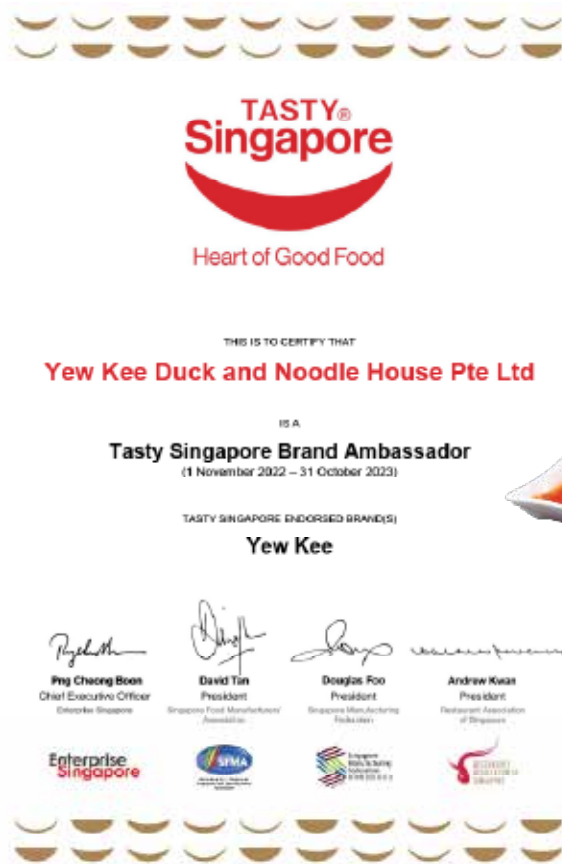 TASTY®
Singapore
Heart of Good Food
THIS IS TO CERTIFY THAT
Yew Kee Duck and Noodle House Pte Ltd
IS A
Tasty Singapore Brand Ambassador
(1 November 2022 – 31 October 2023)
TASTY SINGAPORE ENDORSED BRAND(S)
Yew Kee
Png Cheong Boon David Tan Douglas Foo Andrew Kwan
Chief Executive Officer President President President
Enterprise Singapore Singapore Food Manufacturers' Singapore Manufacturing Restaurant Association
Association Federation of Singapore
Enterprise
Singapore
SFMA
Singapore
Manufacturing
Federation